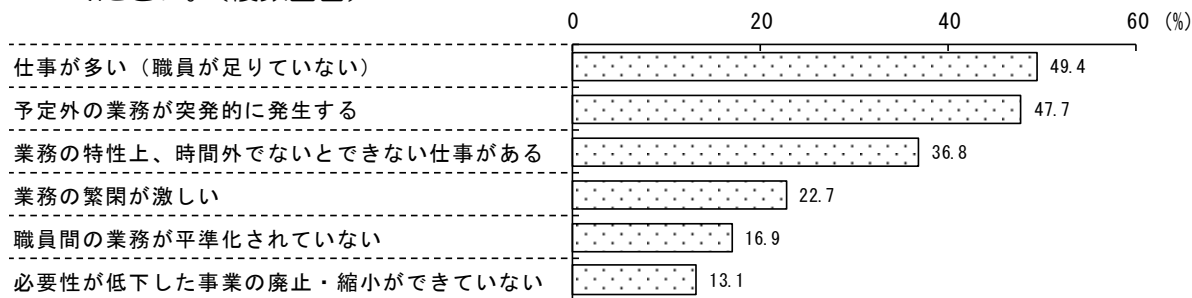 0 20 40 60 (%)
仕事が多い（職員が足りていない） 49.4
予定外の業務が突発的に発生する 47.7
業務の特性上、時間外でないとできない仕事がある 36.8
業務の繁閑が激しい 22.7
職員間の業務が平準化されていない 16.9
必要性が低下した事業の廃止・縮小ができていない 13.1